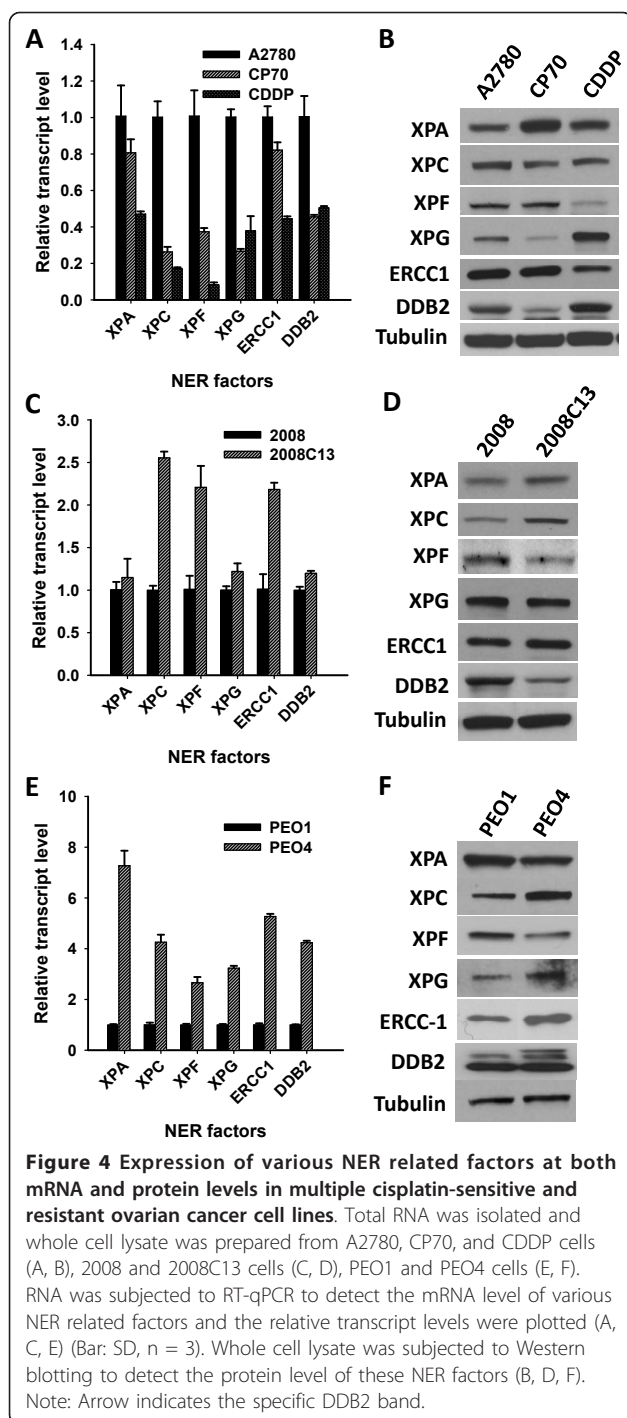 A
Relative transcript level
1.4
1.2
1.0
0.8
0.6
0.4
0.2
0.0
A2780
CP70
CDDP
XPA
XPC
XPF
XPG
ERCC1
DDB2
NER factors
B
A2780
CP70
CDDP
XPA
XPC
XPF
XPG
ERCC1
DDB2
Tubulin
C
Relative transcript level
3.0
2.5
2.0
1.5
1.0
0.5
0.0
2008
2008C13
XPA
XPC
XPF
XPG
ERCC1
DDB2
NER factors
D
2008
2008C13
XPA
XPC
XPF
XPG
ERCC1
DDB2
Tubulin
E
Relative transcript level
10
8
6
4
2
0
PEO1
PEO4
XPA
XPC
XPF
XPG
ERCC1
DDB2
NER factors
F
PEO1
PEO4
XPA
XPC
XPF
XPG
ERCC-1
DDB2
Tubulin
Figure 4 Expression of various NER related factors at both
mRNA and protein levels in multiple cisplatin-sensitive and
resistant ovarian cancer cell lines. Total RNA was isolated and
whole cell lysate was prepared from A2780, CP70, and CDDP cells
(A, B), 2008 and 2008C13 cells (C, D), PEO1 and PEO4 cells (E, F).
RNA was subjected to RT-qPCR to detect the mRNA level of various
NER related factors and the relative transcript levels were plotted (A,
C, E) (Bar: SD, n = 3). Whole cell lysate was subjected to Western
blotting to detect the protein level of these NER factors (B, D, F).
Note: Arrow indicates the specific DDB2 band.